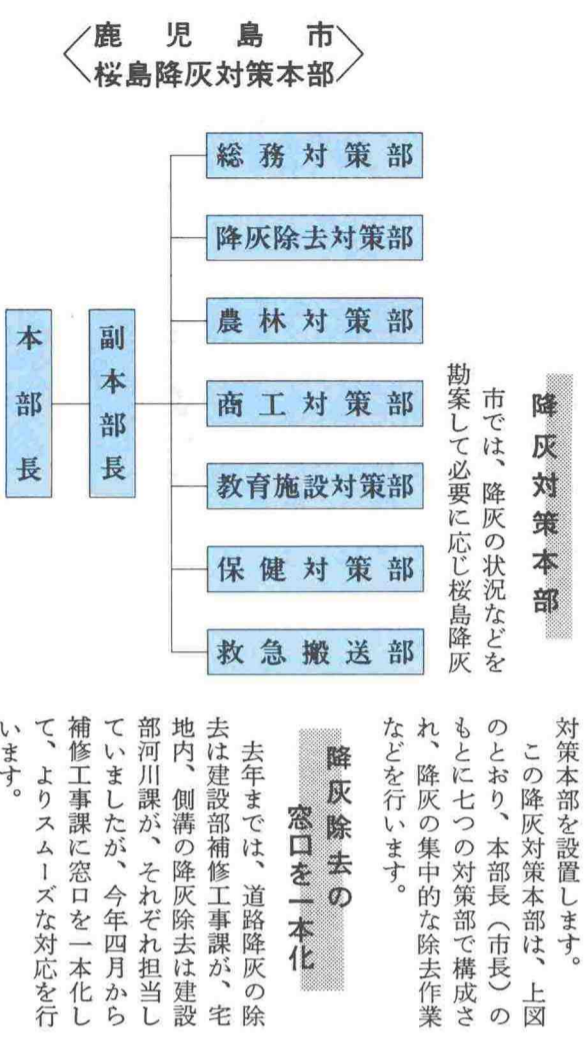 鹿児島市
桜島降灰対策本部
総務対策部
降灰除去対策部
農林対策部
商工対策部
教育施設対策部
保健対策部
救急搬送部
副本部長
本部長
降灰対策本部
市では、降灰の状況などを
勘案して必要に応じ桜島降灰
対策本部を設置します。
この降灰対策本部は、上図
のとおり、本部長（市長）の
もとに七つの対策部で構成さ
れ、降灰の集中的な除去作業
などを行います。
降灰除去の
窓口を一本化
去年までは、道路降灰の除
去は建設部補修工事課が、宅
地内、側溝の降灰除去は建設
部河川課が、それぞれ担当し
ていましたが、今年四月から
補修工事課に窓口を一本化し
て、よりスムーズな対応を行
います。